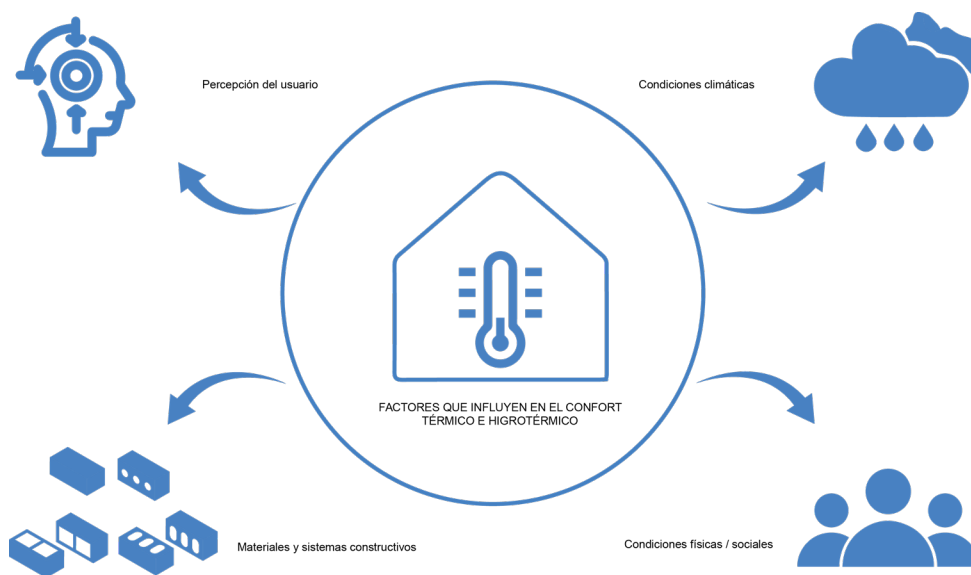 Percepción del usuario
Condiciones climáticas
FACTORES QUE INFLUYEN EN EL CONFORT
TÉRMICO E HIGROTÉRMICO
Materiales y sistemas constructivos
Condiciones físicas / sociales